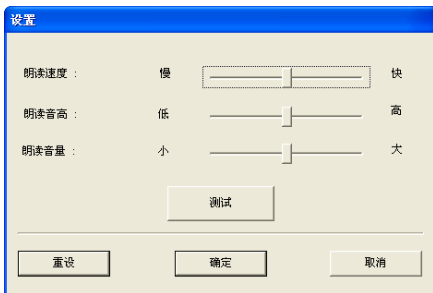 设置
朗读速度 : 慢 快
朗读音高 : 低 高
朗读音量 : 小 大
测试
重设 确定 取消